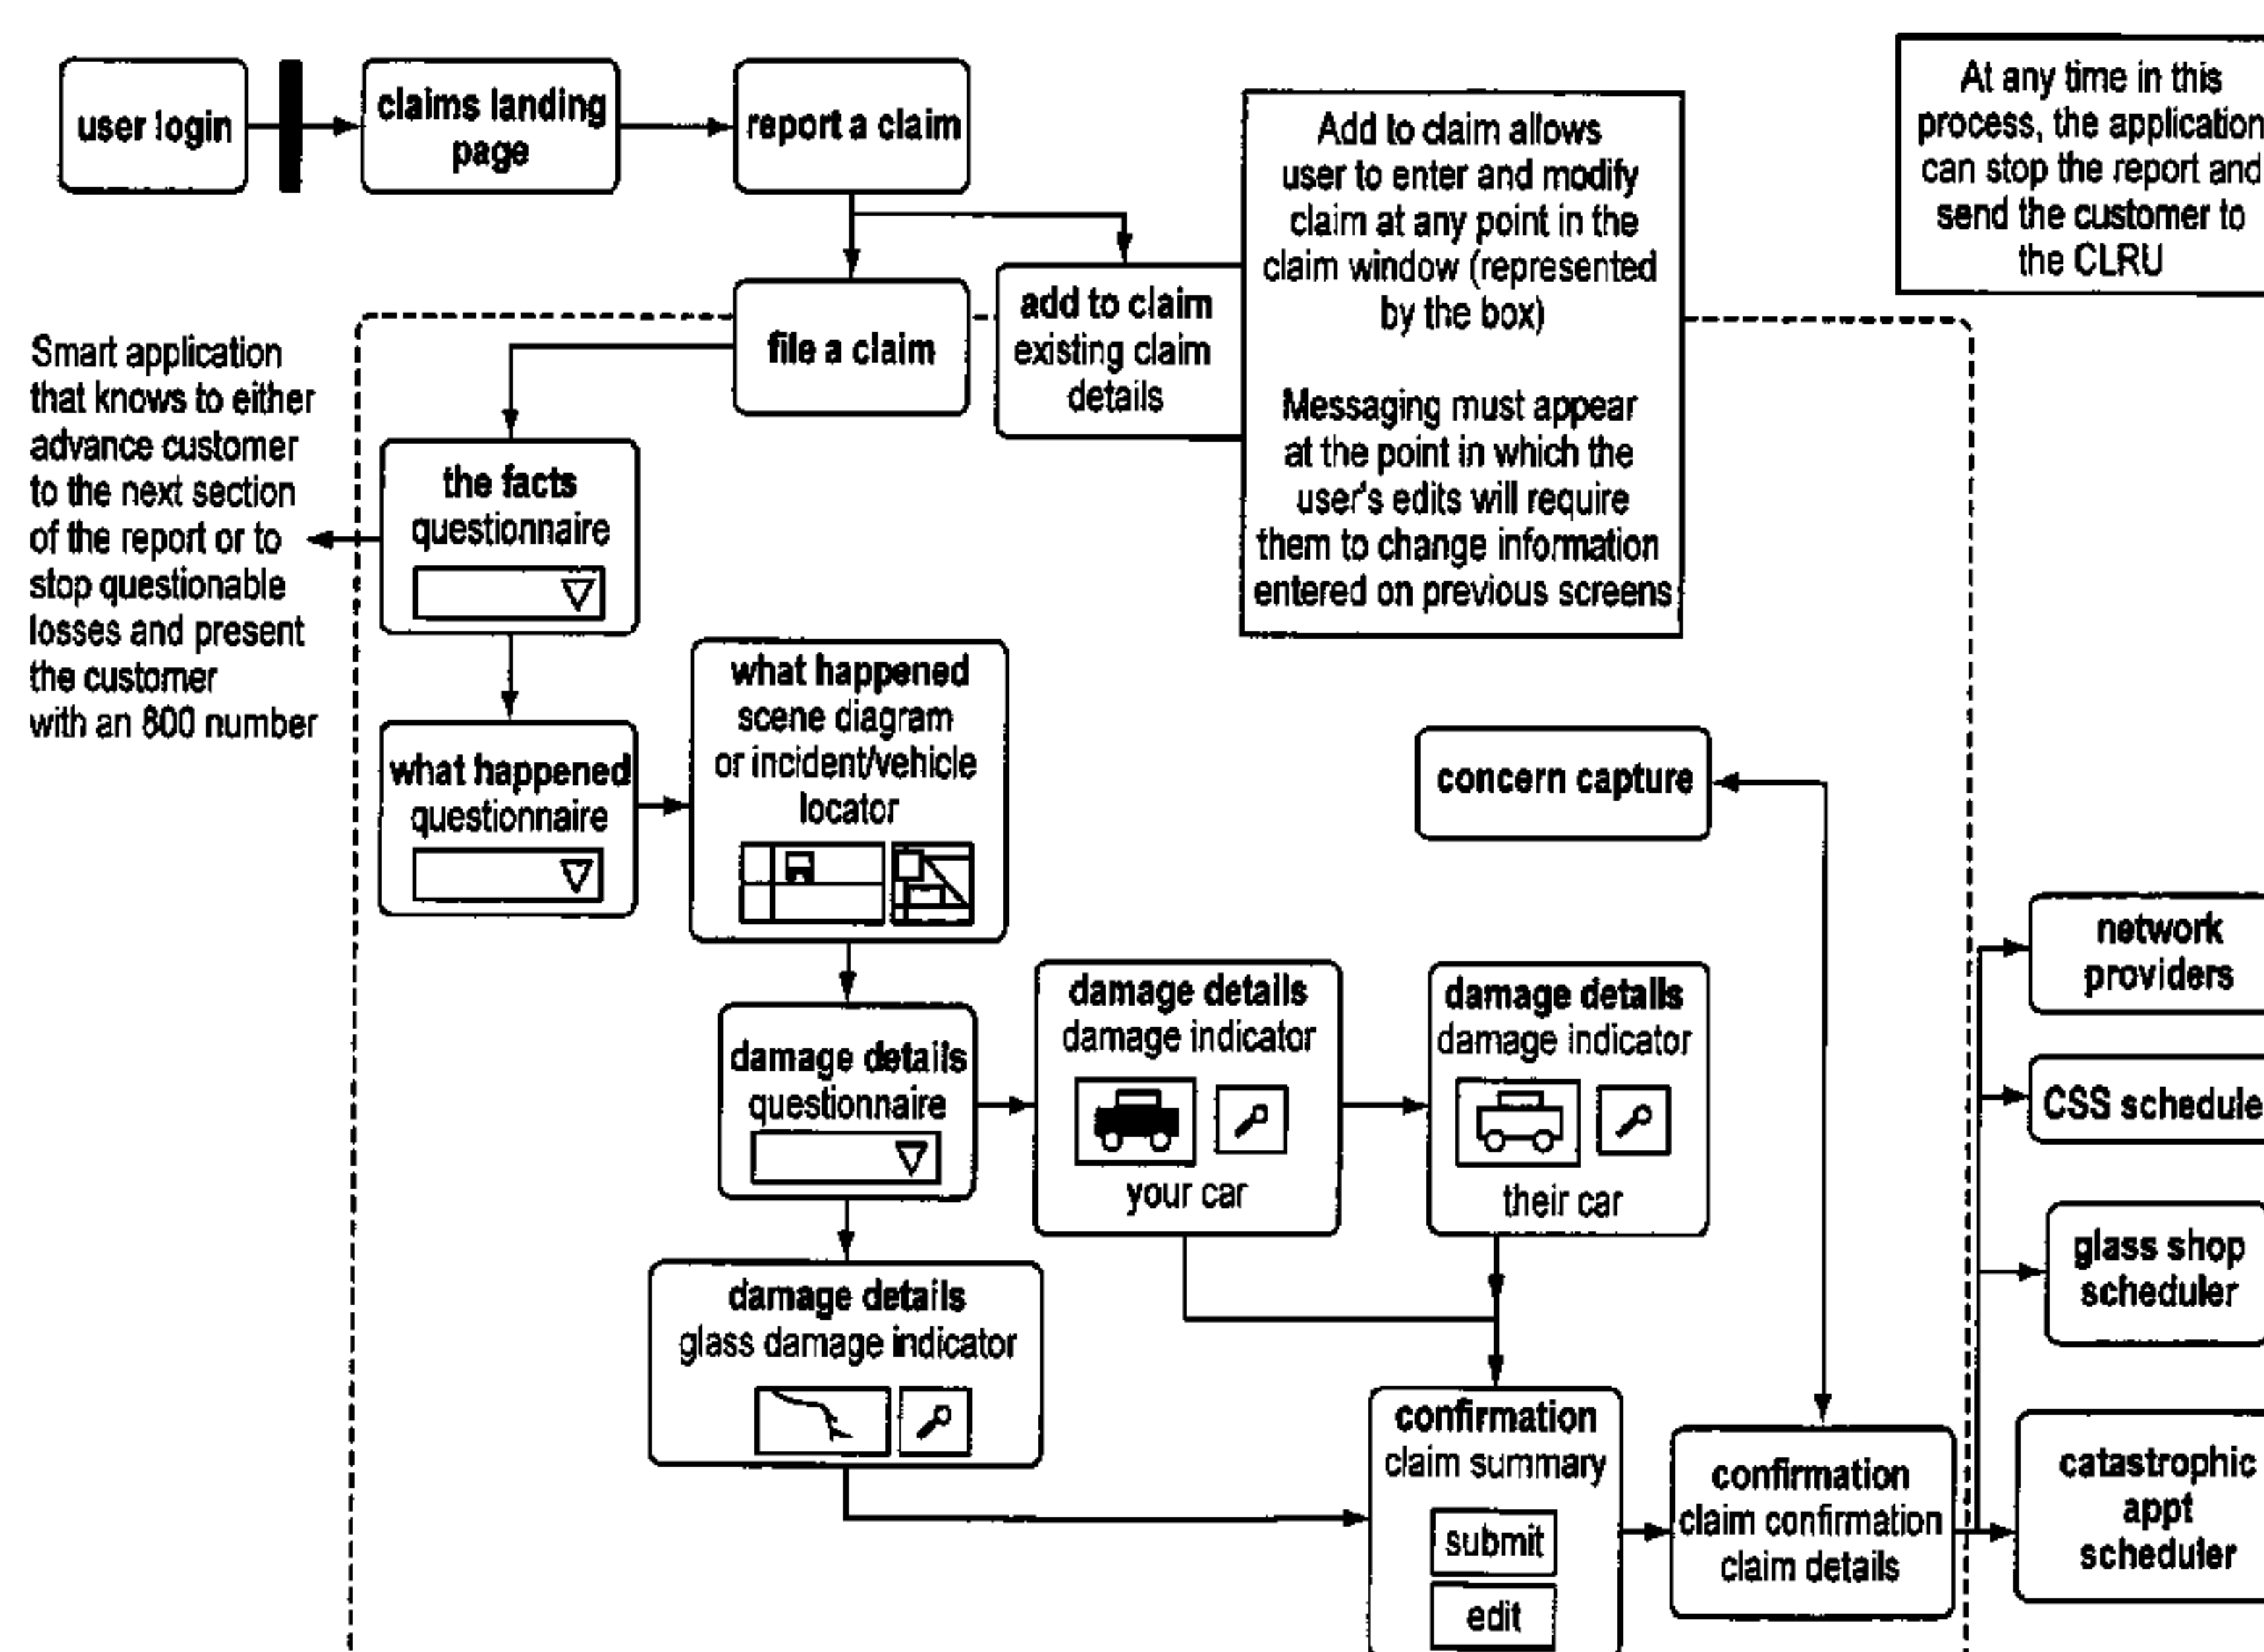 user login
claims landing
page
report a claim
Add to claim allows
user to enter and modify
claim at any point in the
claim window (represented
by the box)
Messaging must appear
at the point in which the
user's edits will require
them to change information
entered on previous screens
At any time in this
process, the application
can stop the report and
send the customer to
the CLRU
file a claim
add to claim
existing claim
details
Smart application
that knows to either
advance customer
to the next section
of the report or to
stop questionable
losses and present
the customer
with an 800 number
the facts
questionnaire
what happened
questionnaire
what happened
scene diagram
or incident/vehicle
locator
concern capture
network
providers
damage details
questionnaire
damage details
damage indicator
your car
damage details
damage indicator
their car
CSS schedule
glass shop
scheduler
damage details
glass damage indicator
confirmation
claim summary
submit
edit
confirmation
claim confirmation
claim details
catastrophic
appt
scheduler